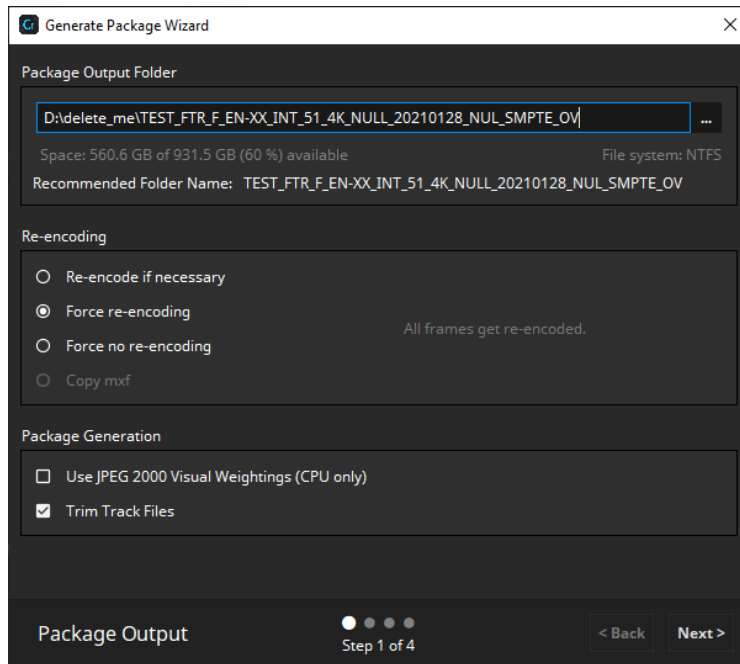 Generate Package Wizard
Package Output Folder
D:\delete_me\TEST_FTR_F_EN-XX_INT_51_4K_NULL_20210128_NUL_SMPTE_OV
...
Space: 560.6 GB of 931.5 GB (60 %) available
File system: NTFS
Recommended Folder Name: TEST_FTR_F_EN-XX_INT_51_4K_NULL_20210128_NUL_SMPTE_OV
Re-encoding
Re-encode if necessary
Force re-encoding
All frames get re-encoded.
Force no re-encoding
Copy mxf
Package Generation
Use JPEG 2000 Visual Weightings (CPU only)
Trim Track Files
Package Output
Step 1 of 4
< Back
Next >